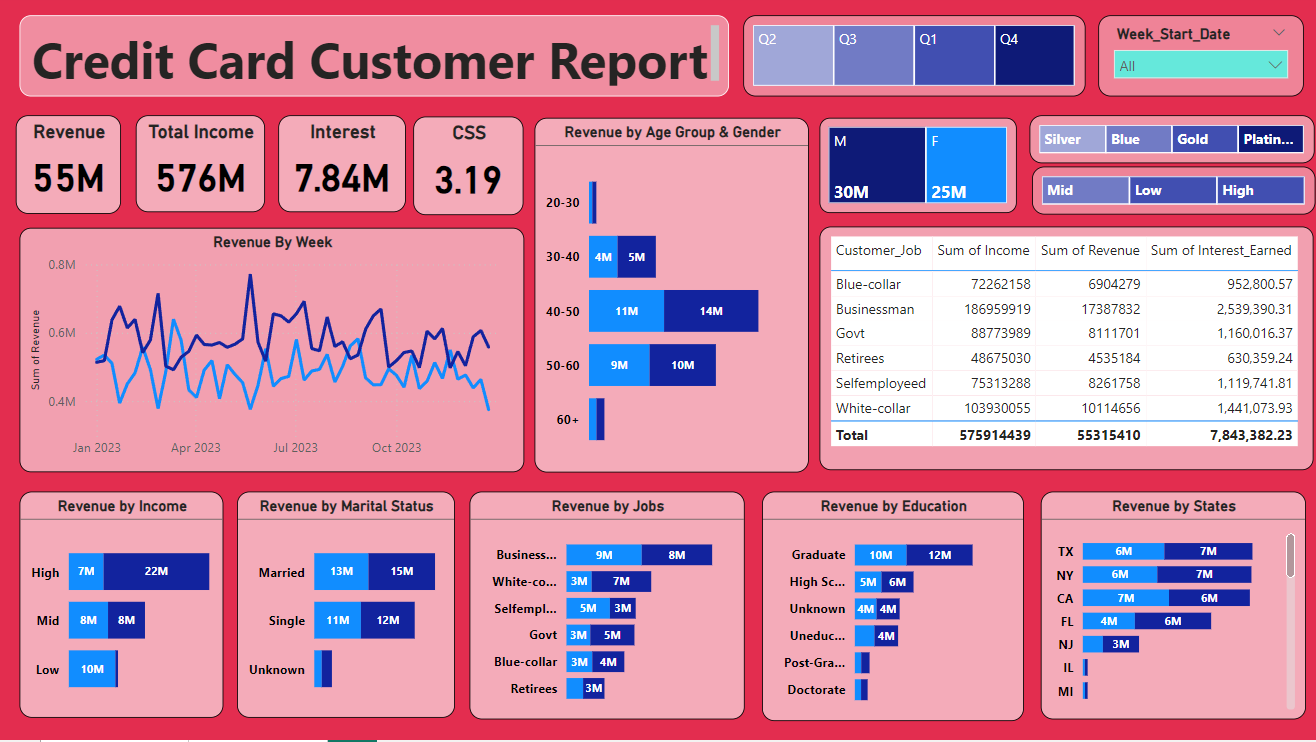 Credit Card Customer Report
Q2 Q3 Q1 Q4
Week_Start_Date
All
Revenue
55M
Total Income
576M
Interest
7.84M
CSS
3.19
Revenue by Age Group & Gender
20-30
30-40 4M 5M
40-50 11M 14M
50-60 9M 10M
60+
M F
30M 25M
Silver Blue Gold Platin...
Mid Low High
Revenue By Week
Sum of Revenue
0.8M
0.6M
0.4M
Jan 2023 Apr 2023 Jul 2023 Oct 2023
Customer_Job Sum of Income Sum of Revenue Sum of Interest_Earned
Blue-collar 72262158 6904279 952,800.57
Businessman 186959919 17387832 2,539,390.31
Govt 88773989 8111701 1,160,016.37
Retirees 48675030 4535184 630,359.24
Selfemployeed 75313288 8261758 1,119,741.81
White-collar 103930055 10114656 1,441,073.93
Total 575914439 55315410 7,843,382.23
Revenue by Income
High 7M 22M
Mid 8M 8M
Low 10M
Revenue by Marital Status
Married 13M 15M
Single 11M 12M
Unknown
Revenue by Jobs
Business... 9M 8M
White-co... 3M 7M
Selfempl... 5M 3M
Govt 3M 5M
Blue-collar 3M 4M
Retirees 3M
Revenue by Education
Graduate 10M 12M
High Sc... 5M 6M
Unknown 4M 4M
Uneduc... 4M
Post-Gra...
Doctorate
Revenue by States
TX 6M 7M
NY 6M 7M
CA 7M 6M
FL 4M 6M
NJ 3M
IL
MI